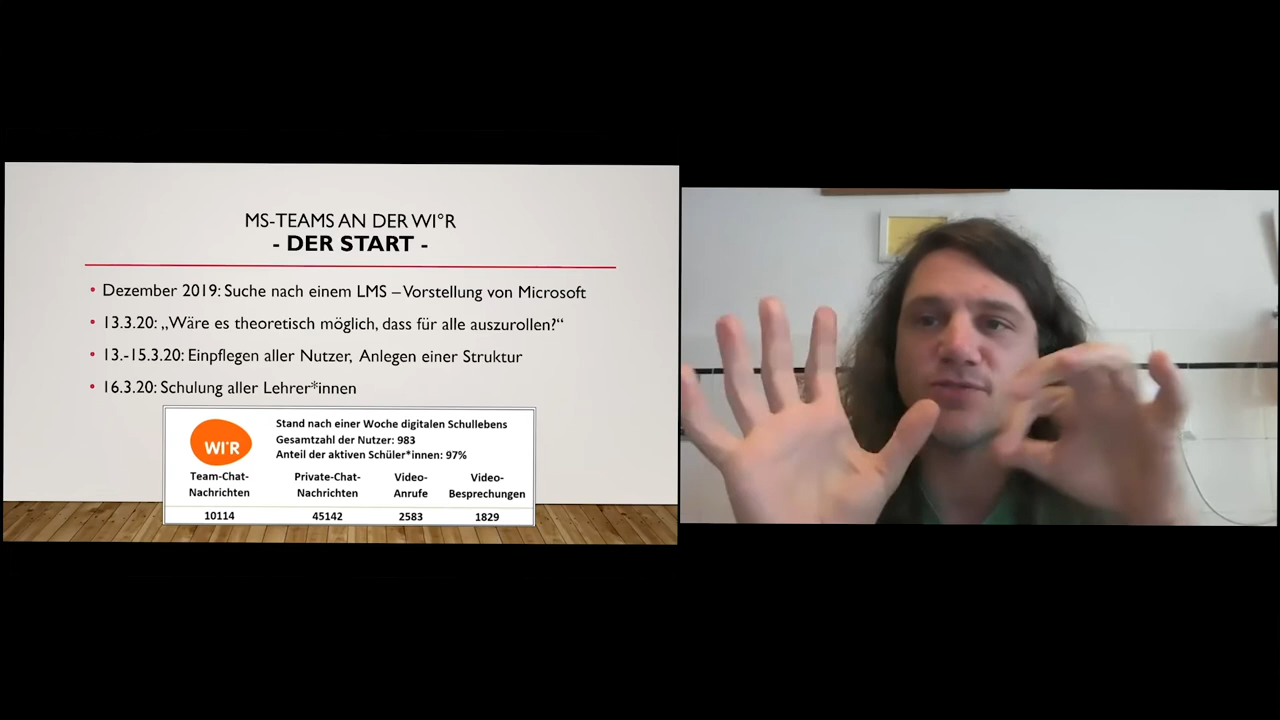 MS-TEAMS AN DER WI°R
- DER START -
• Dezember 2019: Suche nach einem LMS – Vorstellung von Microsoft
• 13.3.20: „Wäre es theoretisch möglich, dass für alle auszurollen?“
• 13.-15.3.20: Einpflegen aller Nutzer, Anlegen einer Struktur
• 16.3.20: Schulung aller Lehrer*innen
WI°R
Stand nach einer Woche digitalen Schullebens
Gesamtzahl der Nutzer: 983
Anteil der aktiven Schüler*innen: 97%
Team-Chat-Nachrichten Private-Chat-Nachrichten Video-Anrufe Video-Besprechungen
10114 45142 2583 1829